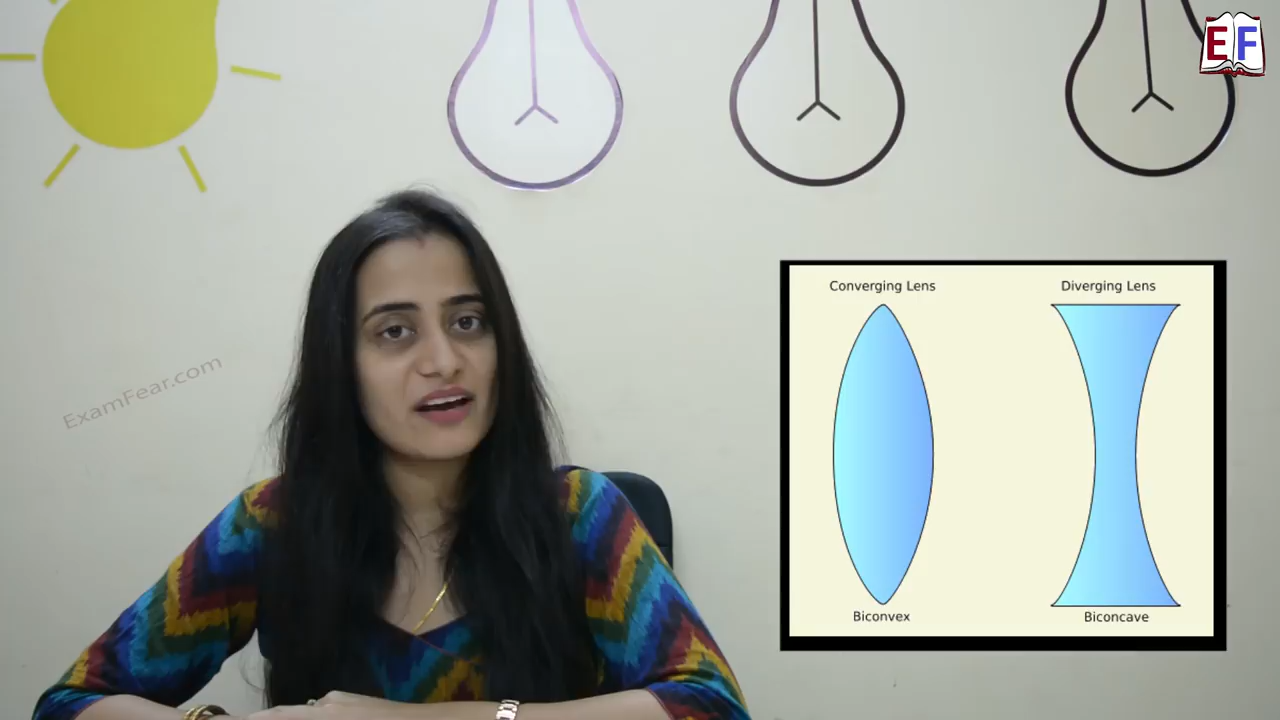 EF
ExamFear.com
Converging Lens
Diverging Lens
Biconvex
Biconcave